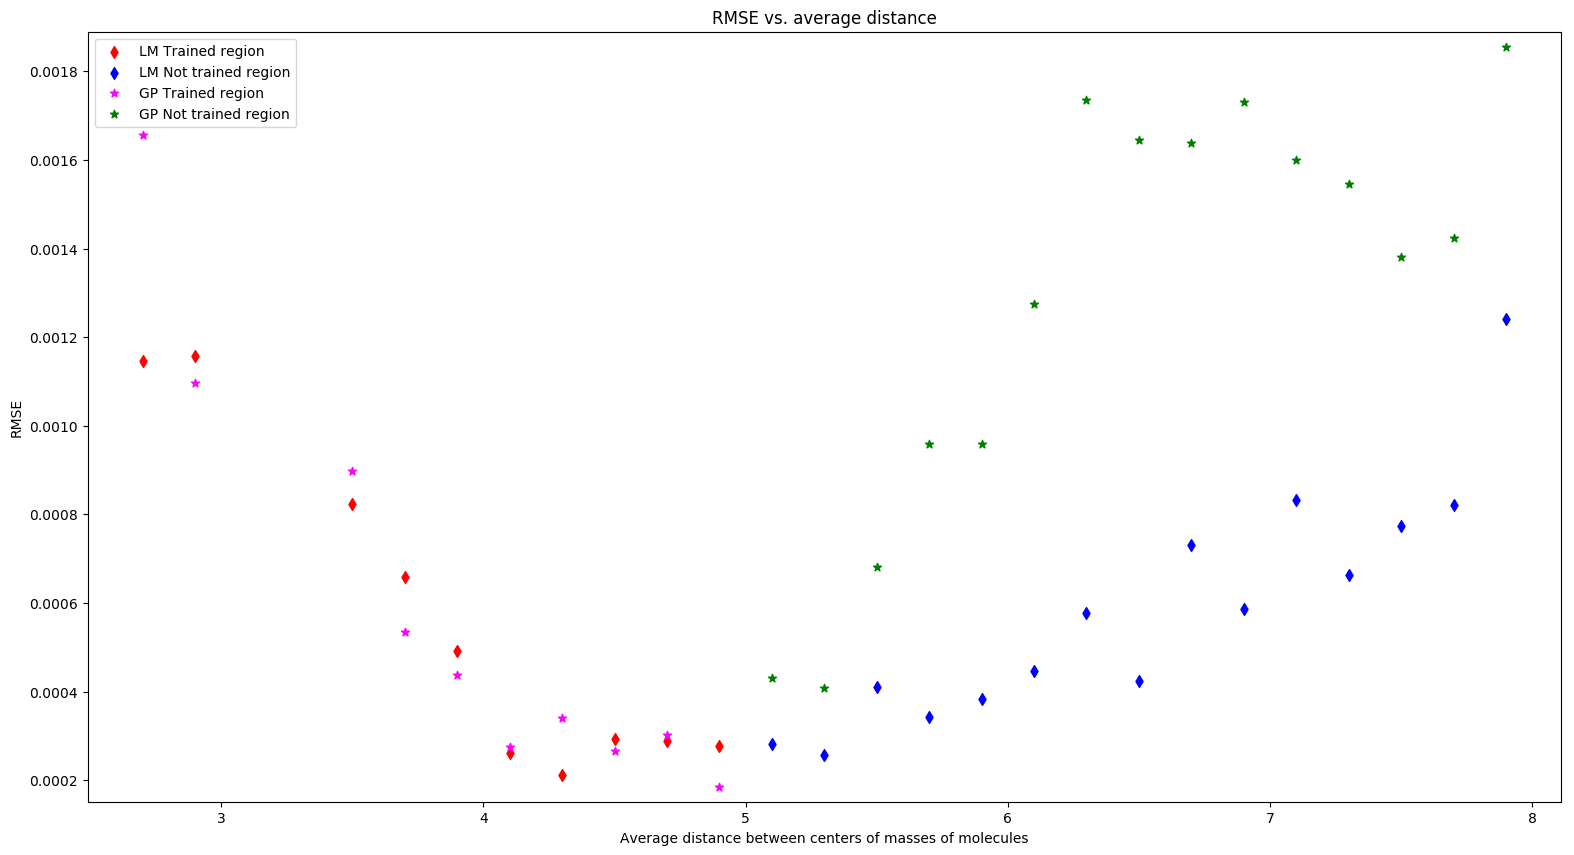 RMSE vs. average distance
LM Trained region
LM Not trained region
GP Trained region
GP Not trained region
0.0018
0.0016
0.0014
0.0012
0.0010
0.0008
0.0006
0.0004
0.0002
RMSE
3 4 5 6 7 8
Average distance between centers of masses of molecules